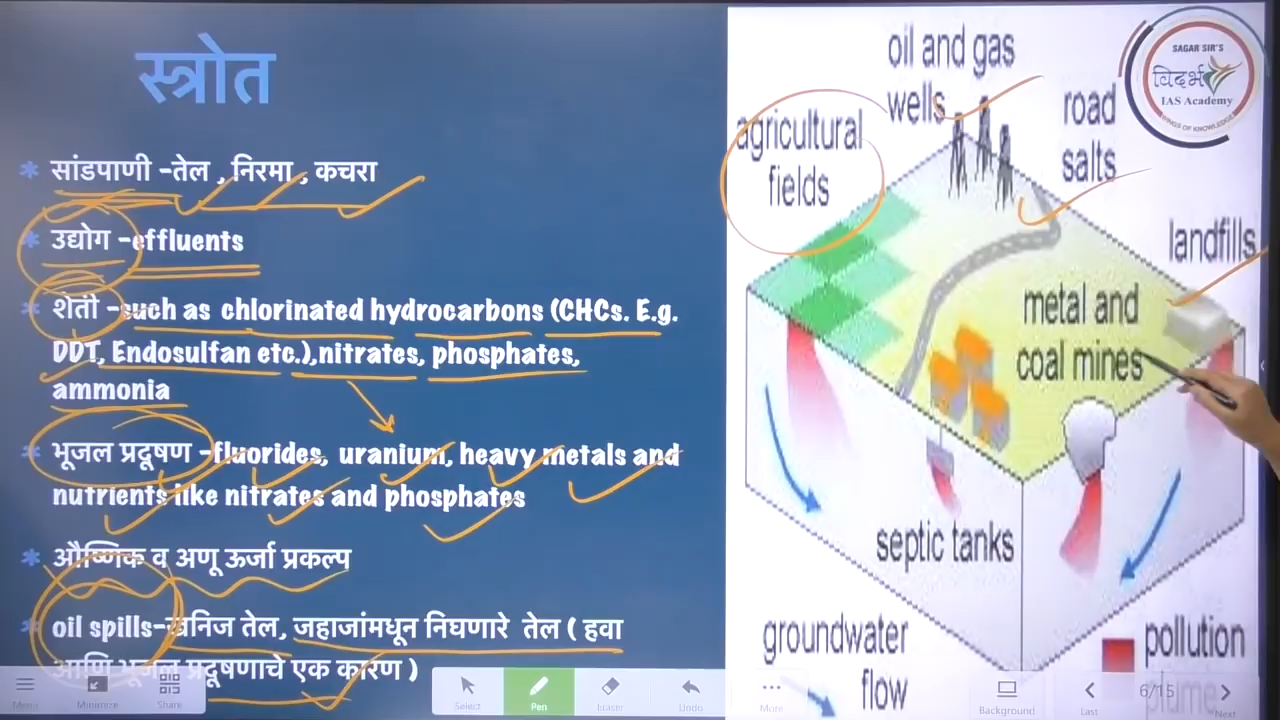 स्त्रोत
* सांडपाणी -तेल , निरमा , कचरा
* उद्योग -effluents
* शेती -such as chlorinated hydrocarbons (CHCs. E.g.
DDT, Endosulfan etc.),nitrates, phosphates,
ammonia
* भूजल प्रदूषण -fluorides, uranium, heavy metals and
nutrients like nitrates and phosphates
* औष्णिक व अणू ऊर्जा प्रकल्प
* oil spills-खनिज तेल, जहाजांमधून निघणारे तेल ( हवा
आणि भूजल प्रदूषणाचे एक कारण )
oil and gas
wells
agricultural
fields
road
salts
landfills
metal and
coal mines
septic tanks
groundwater
flow
pollution
plume
SAGAR SIR'S
विदर्भ
IAS Academy
WINGS OF KNOWLEDGE
Menu
Minimize
Share
Select
Pen
Eraser
Undo
More
Background
Last
6/15
Next